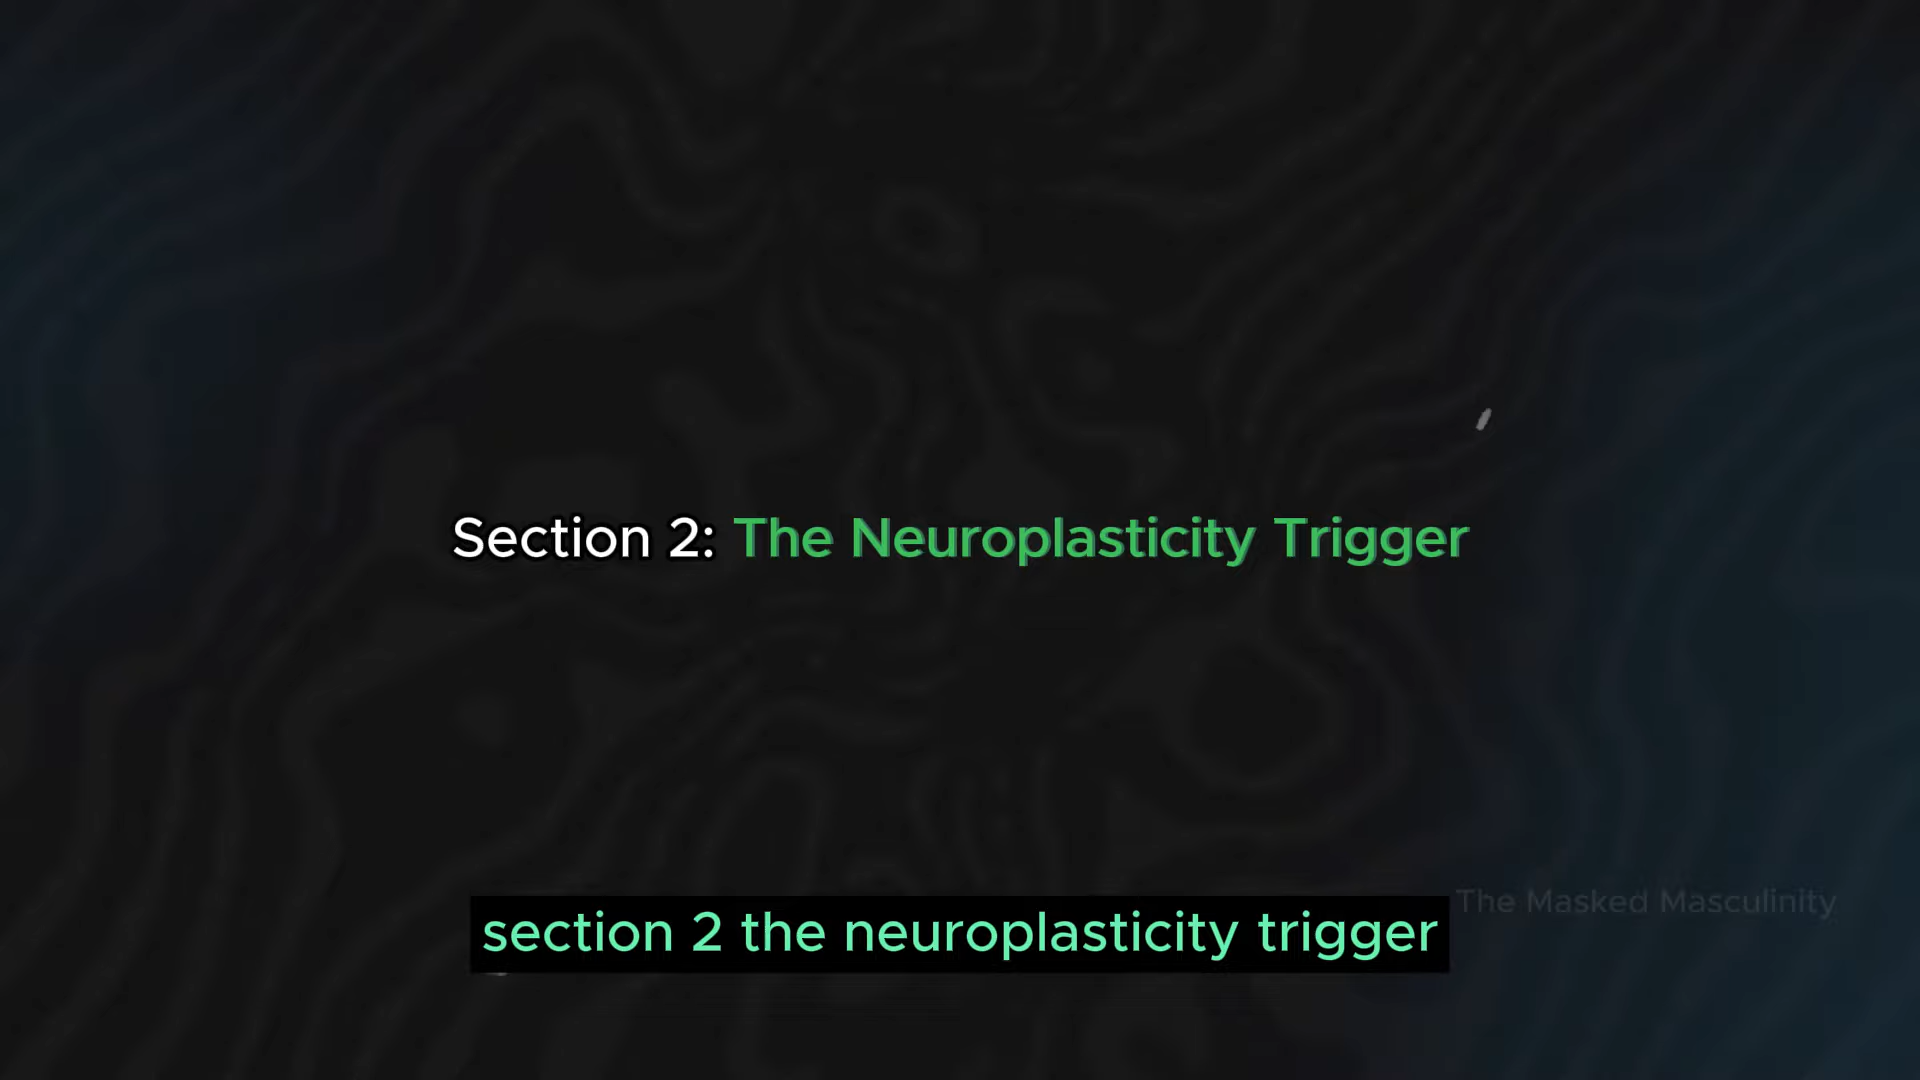 Section 2: The Neuroplasticity Trigger
The Masked Masculinity
section 2 the neuroplasticity trigger